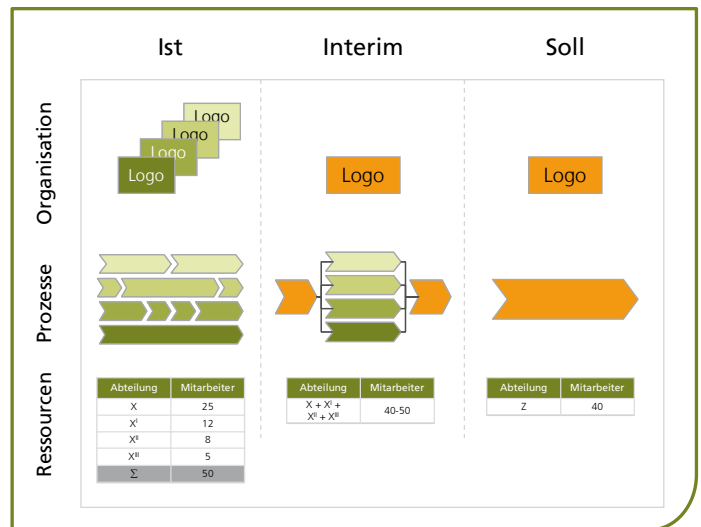 Ist Interim Soll
Organisation
Logo
Logo
Logo
Logo
Logo
Logo
Prozesse
Ressourcen
Abteilung Mitarbeiter
X 25
Xᴵ 12
Xᴵᴵ 8
Xᴵᴵᴵ 5
Σ 50
Abteilung Mitarbeiter
X + Xᴵ +
Xᴵᴵ + Xᴵᴵᴵ 40-50
Abteilung Mitarbeiter
Z 40